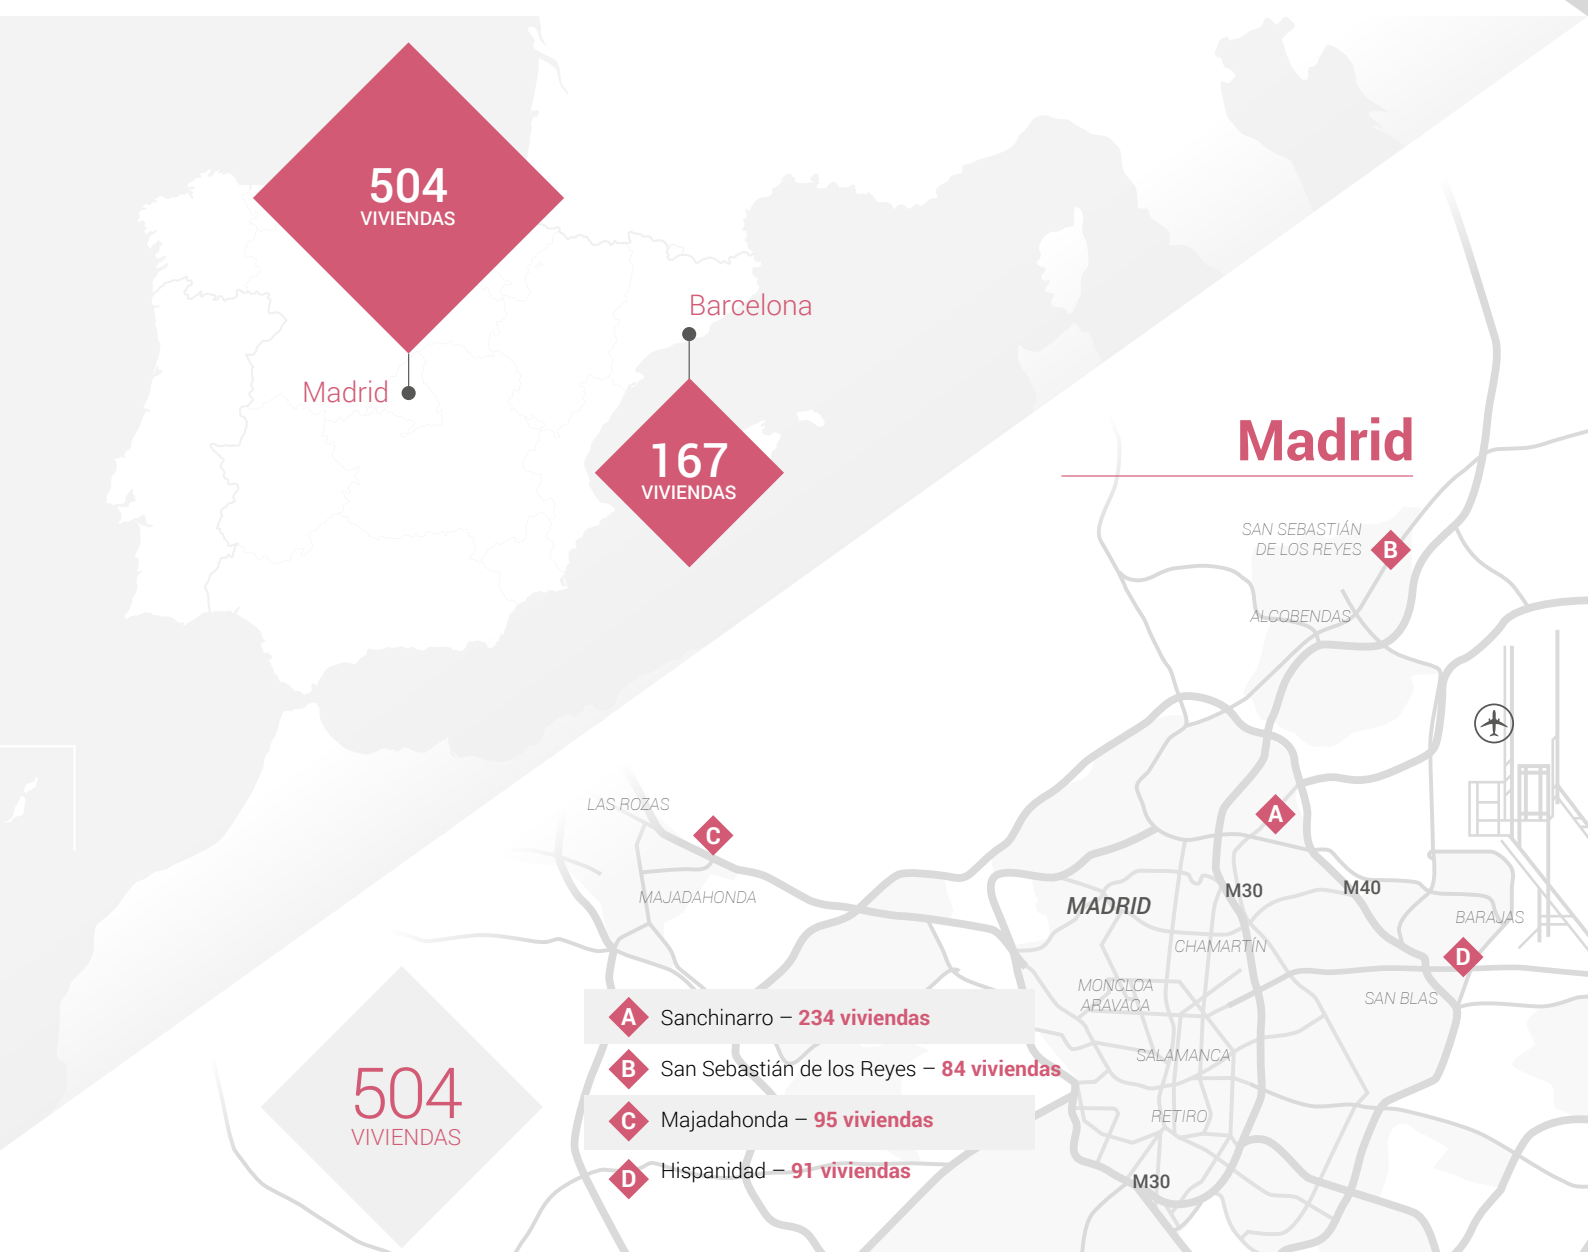 504
VIVIENDAS
Barcelona
Madrid
167
VIVIENDAS
Madrid
SAN SEBASTIÁN
DE LOS REYES
B
ALCOBENDAS
LAS ROZAS
C
A
MAJADAHONDA
MADRID
M30
M40
BARAJAS
CHAMARTÍN
D
MONCLOA
ARAVACA
SAN BLAS
SALAMANCA
RETIRO
M30
504
VIVIENDAS
A Sanchinarro – 234 viviendas
B San Sebastián de los Reyes – 84 viviendas
C Majadahonda – 95 viviendas
D Hispanidad – 91 viviendas